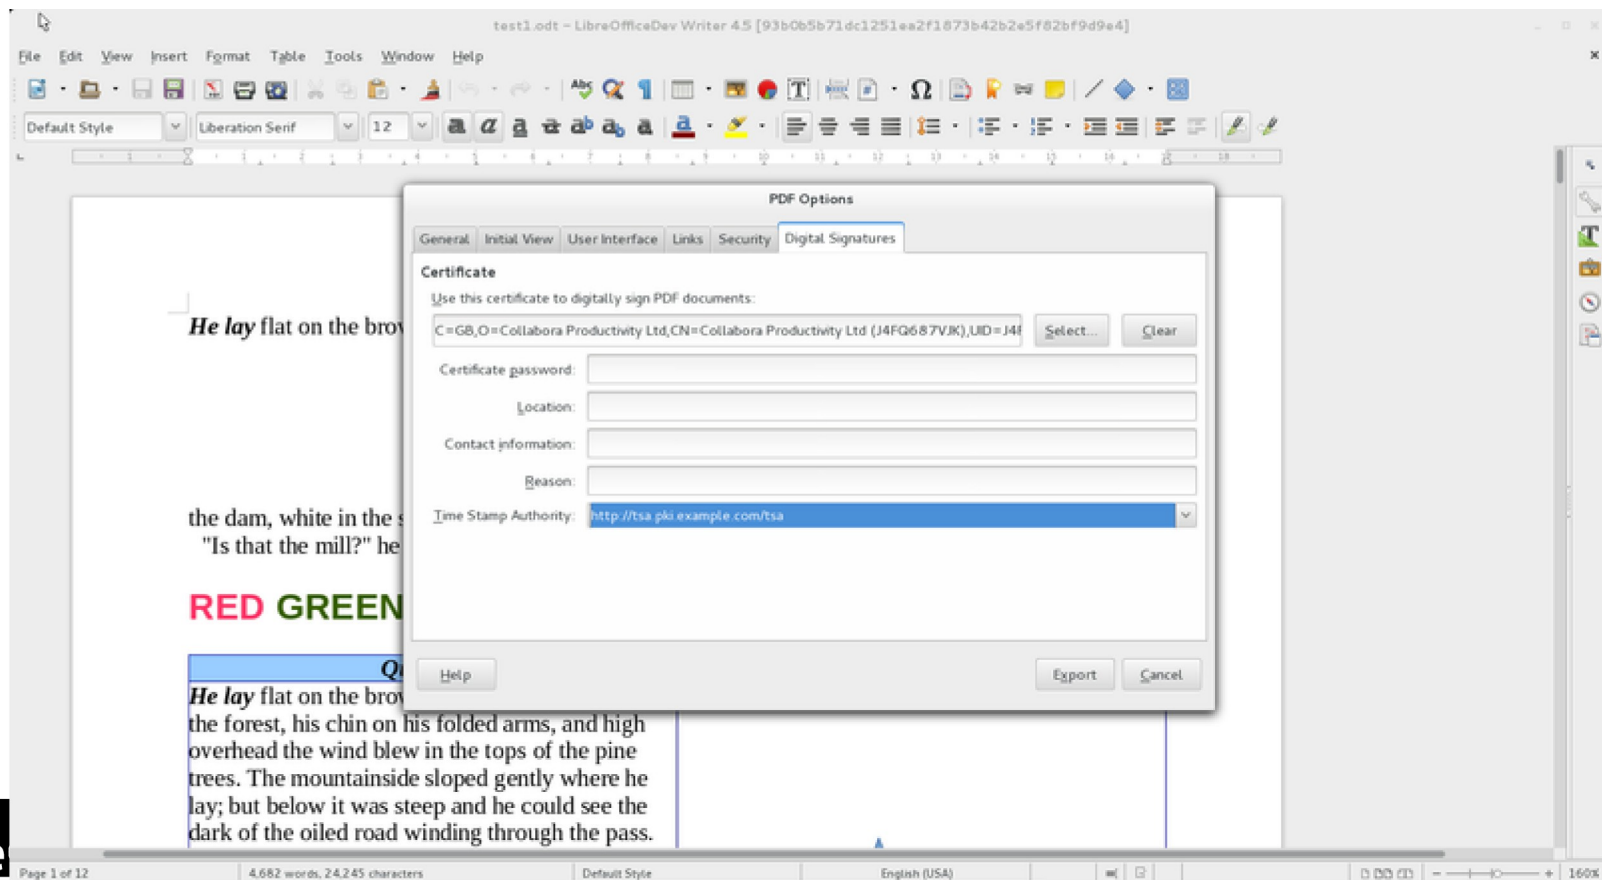 test1.odt – LibreOfficeDev Writer 4.5 [93b0b5b71dc1251ea2f1873b42b2e5f82bf9d9e4]
File Edit View Insert Format Table Tools Window Help
Default Style Liberation Serif 12
PDF Options
General Initial View User Interface Links Security Digital Signatures
Certificate
Use this certificate to digitally sign PDF documents:
C=GB,O=Collabora Productivity Ltd,CN=Collabora Productivity Ltd (J4FQ687VJK),UID=J4F Select... Clear
Certificate password:
Location:
Contact information:
Reason:
Time Stamp Authority: http://tsa.pki.example.com/tsa
Help Export Cancel
He lay flat on the brow
the dam, white in the s
"Is that the mill?" he
RED GREEN
Qu
He lay flat on the brow
the forest, his chin on his folded arms, and high
overhead the wind blew in the tops of the pine
trees. The mountainside sloped gently where he
lay; but below it was steep and he could see the
dark of the oiled road winding through the pass.
Page 1 of 12 4,682 words, 24,245 characters Default Style English (USA) 160%